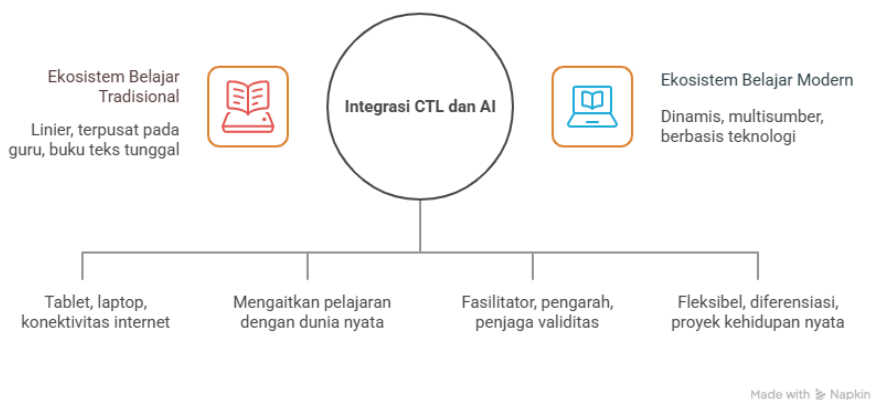 Ekosistem Belajar
Tradisional
Linier, terpusat pada
guru, buku teks tunggal
Integrasi CTL dan AI
Ekosistem Belajar Modern
Dinamis, multisumber,
berbasis teknologi
Tablet, laptop,
konektivitas internet
Mengaitkan pelajaran
dengan dunia nyata
Fasilitator, pengarah,
penjaga validitas
Fleksibel, diferensiasi,
proyek kehidupan nyata
Made with Napkin